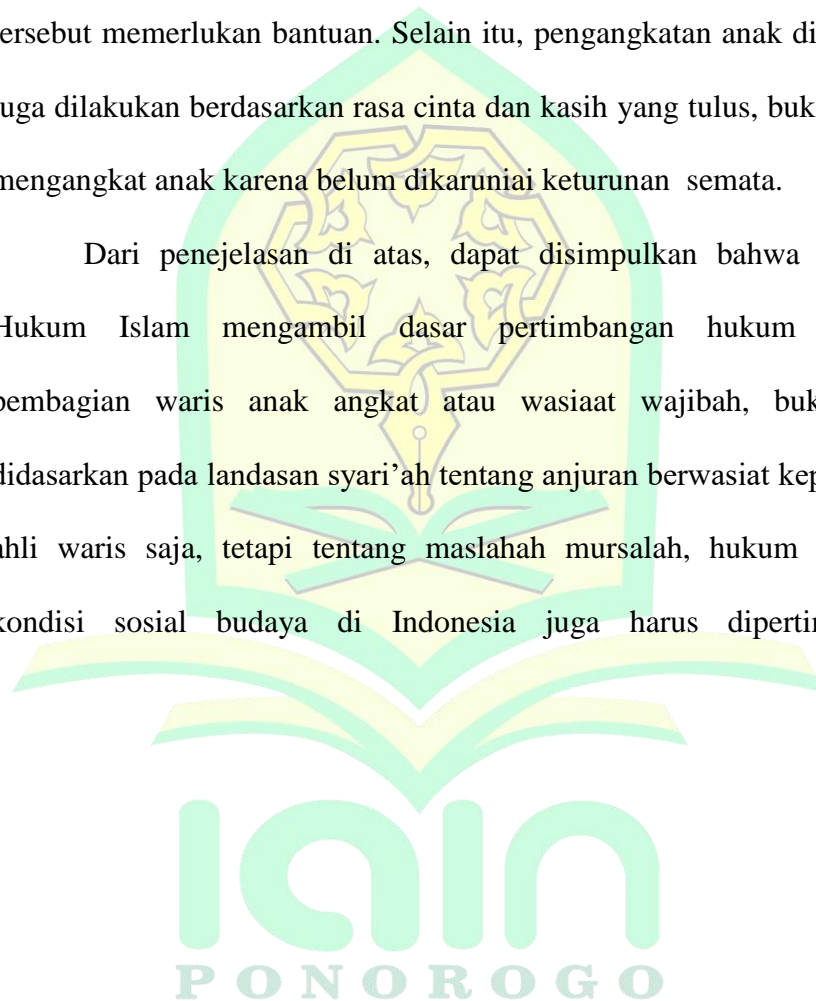 tersebut memerlukan bantuan. Selain itu, pengangkatan anak di
juga dilakukan berdasarkan rasa cinta dan kasih yang tulus, buk
mengangkat anak karena belum dikaruniai keturunan semata.
Dari penejelasan di atas, dapat disimpulkan bahwa
Hukum Islam mengambil dasar pertimbangan hukum
pembagian waris anak angkat atau wasiaat wajibah, buk
didasarkan pada landasan syari'ah tentang anjuran berwasiat kep
ahli waris saja, tetapi tentang maslahah mursalah, hukum
kondisi sosial budaya di Indonesia juga harus dipertim
iain
PONOROGO